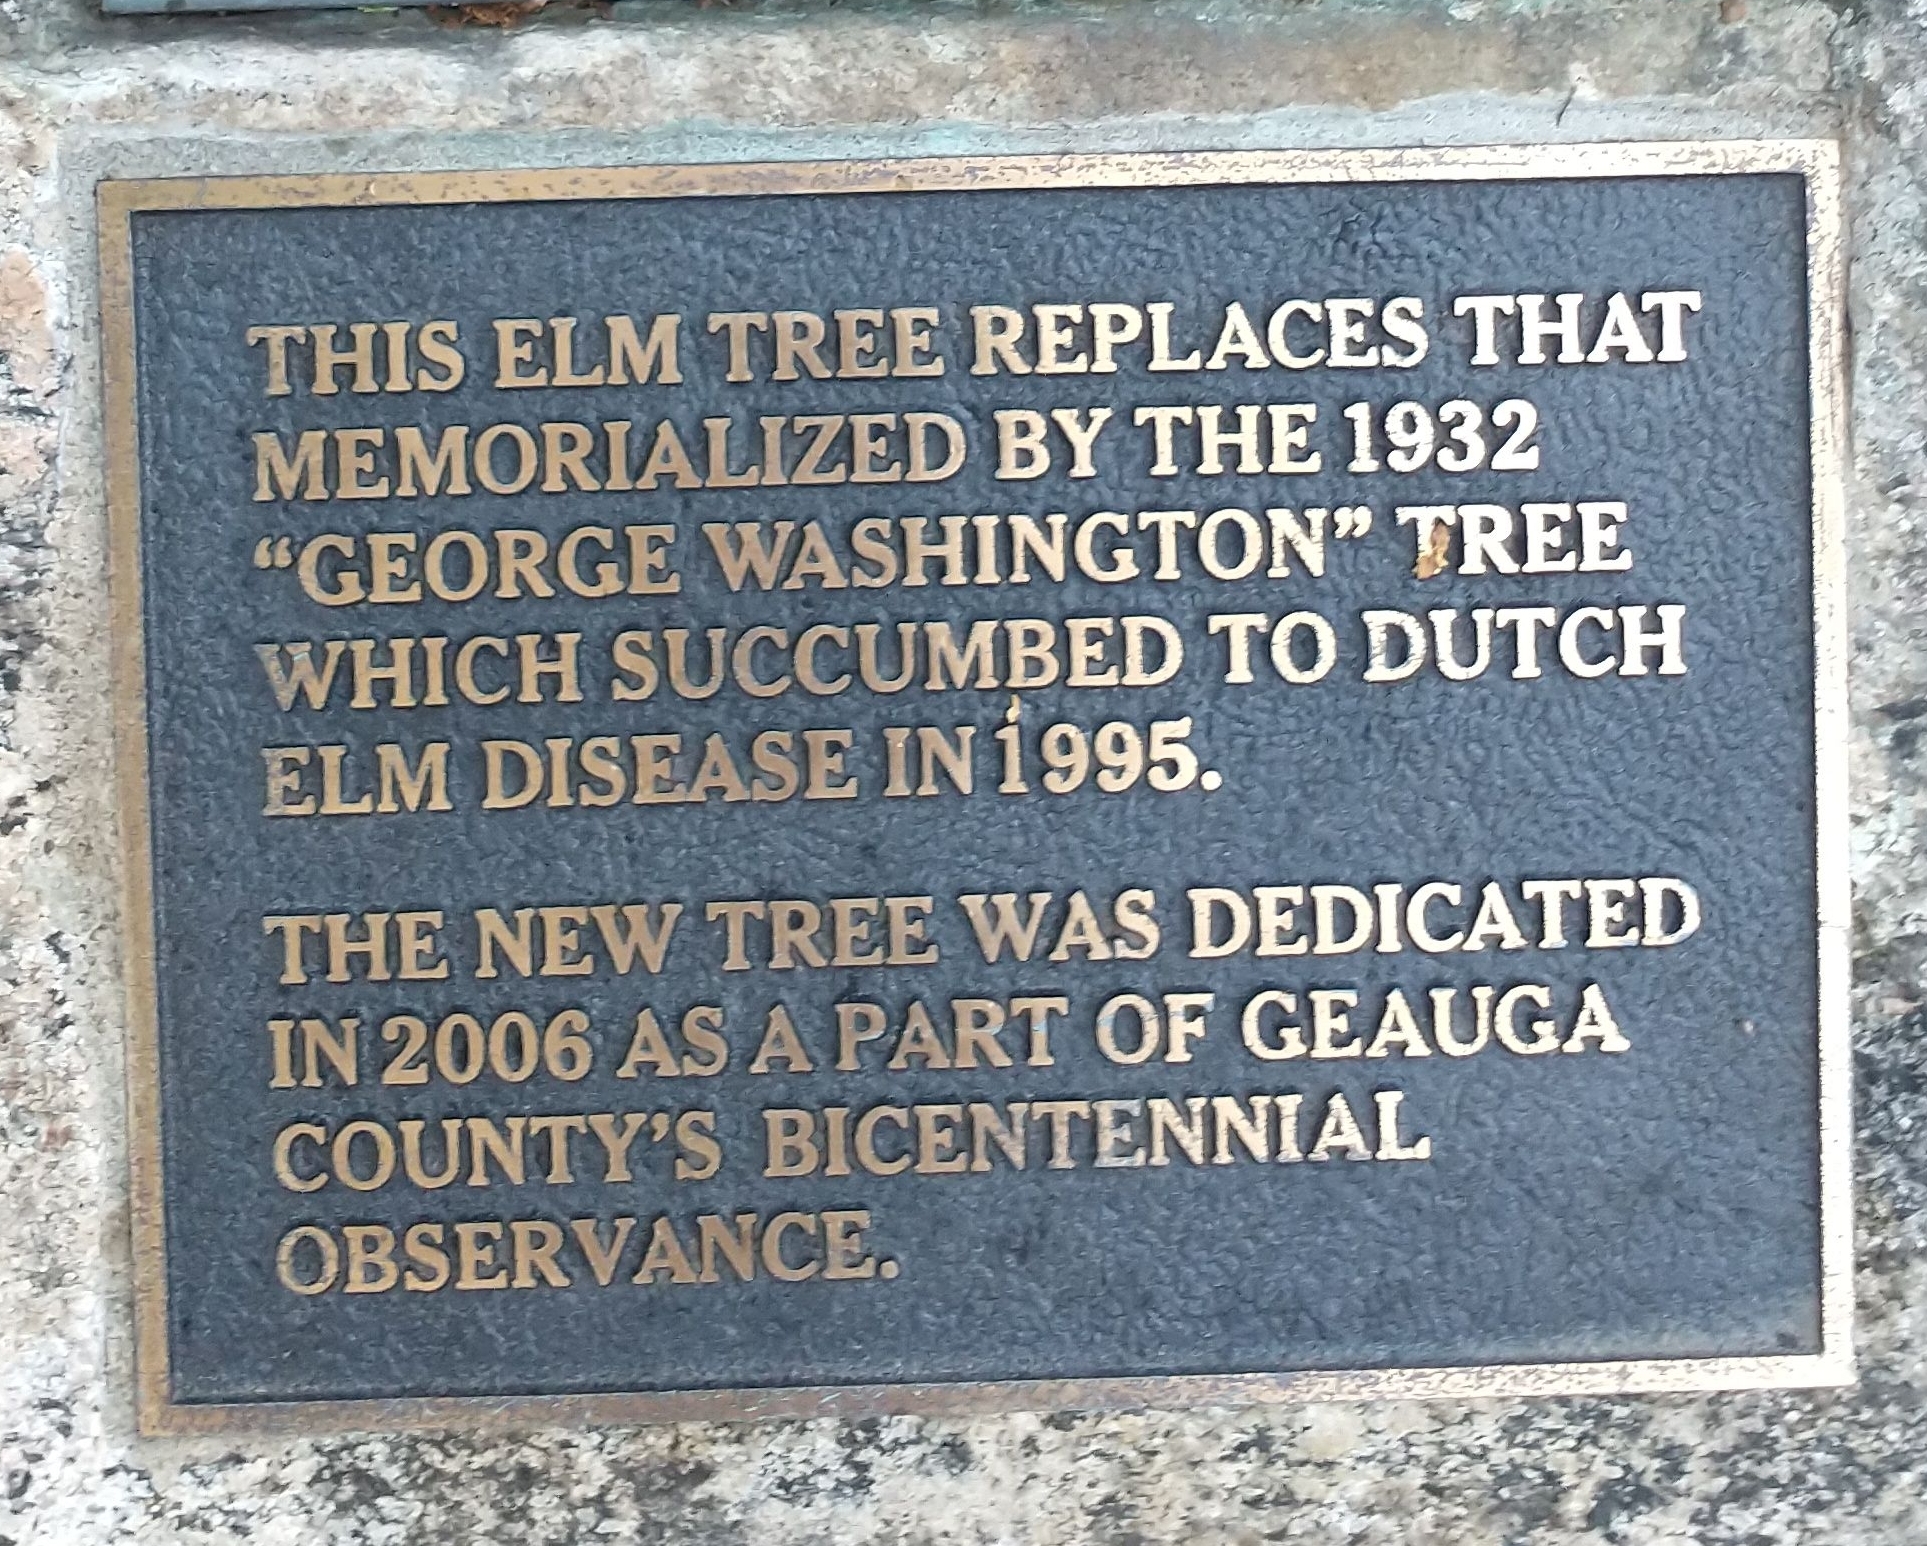 THIS ELM TREE REPLACES THAT
MEMORIALIZED BY THE 1932
“GEORGE WASHINGTON” TREE
WHICH SUCCUMBED TO DUTCH
ELM DISEASE IN 1995.
THE NEW TREE WAS DEDICATED
IN 2006 AS A PART OF GEAUGA
COUNTY’S BICENTENNIAL
OBSERVANCE.